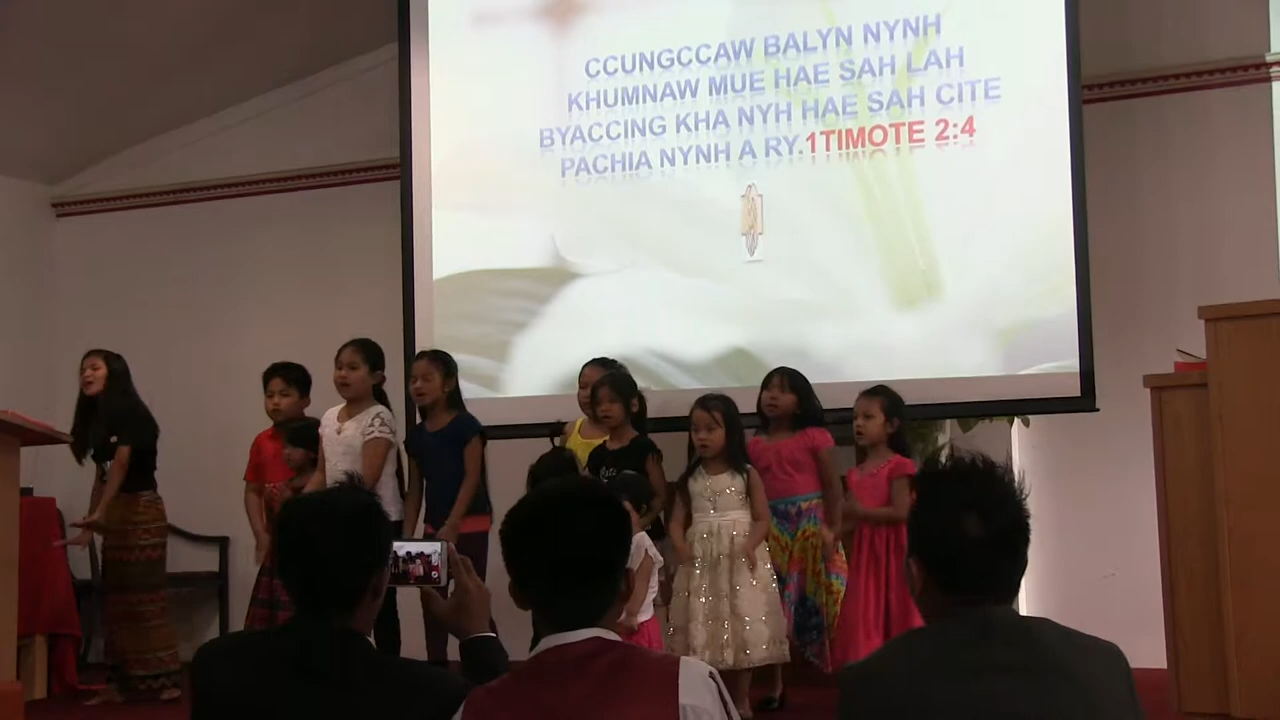 CCUNGCCAW BALYN NYNH
KHUMNAW MUE HAE SAH LAH
BYACCING KHA NYH HAE SAH CITE
PACHIA NYNH A RY.1TIMOTE 2:4